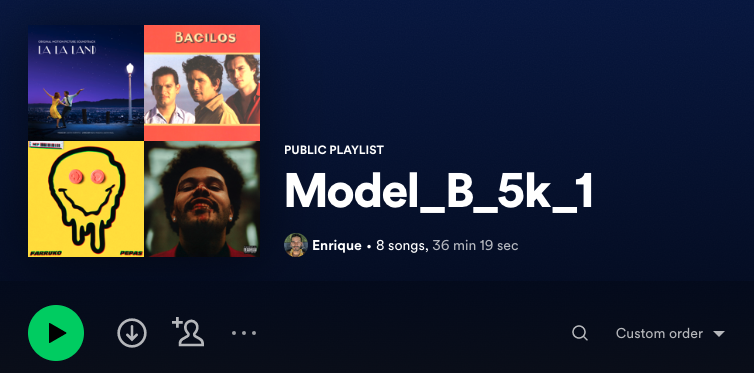 ORIGINAL MOTION PICTURE SOUNDTRACK
LA LA LAND
BACILOS
FARRUKO
PEPAS
PUBLIC PLAYLIST
Model_B_5k_1
Enrique • 8 songs, 36 min 19 sec
Custom order